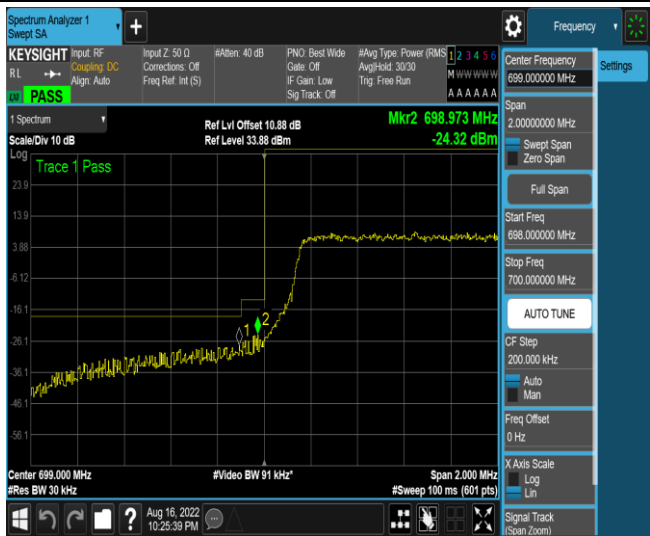 Spectrum Analyzer 1
Swept SA
+
Frequency
KEYSIGHT
RL
PASS
Input: RF
Coupling: DC
Align: Auto
Input Z: 50 Ω
Corrections: Off
Freq Ref: Int (S)
#Atten: 40 dB
PNO: Best Wide
Gate: Off
IF Gain: Low
Sig Track: Off
#Avg Type: Power (RMS
Avg|Hold: 30/30
Trig: Free Run
1 2 3 4 5 6
M W W W W W
A A A A A A
1 Spectrum
Scale/Div 10 dB
Ref Lvl Offset 10.88 dB
Ref Level 33.88 dBm
Mkr2 698.973 MHz
-24.32 dBm
Log
Trace 1 Pass
23.9
13.9
3.88
-6.12
-16.1
-26.1
-36.1
-46.1
-56.1
1
2
Center 699.000 MHz
#Res BW 30 kHz
#Video BW 91 kHz*
Span 2.000 MHz
#Sweep 100 ms (601 pts)
?
Aug 16, 2022
10:25:39 PM
Center Frequency
699.000000 MHz
Span
2.00000000 MHz
Swept Span
Zero Span
Full Span
Start Freq
698.000000 MHz
Stop Freq
700.000000 MHz
AUTO TUNE
CF Step
200.000 kHz
Auto
Man
Freq Offset
0 Hz
X Axis Scale
Log
Lin
Signal Track
(Span Zoom)
Settings